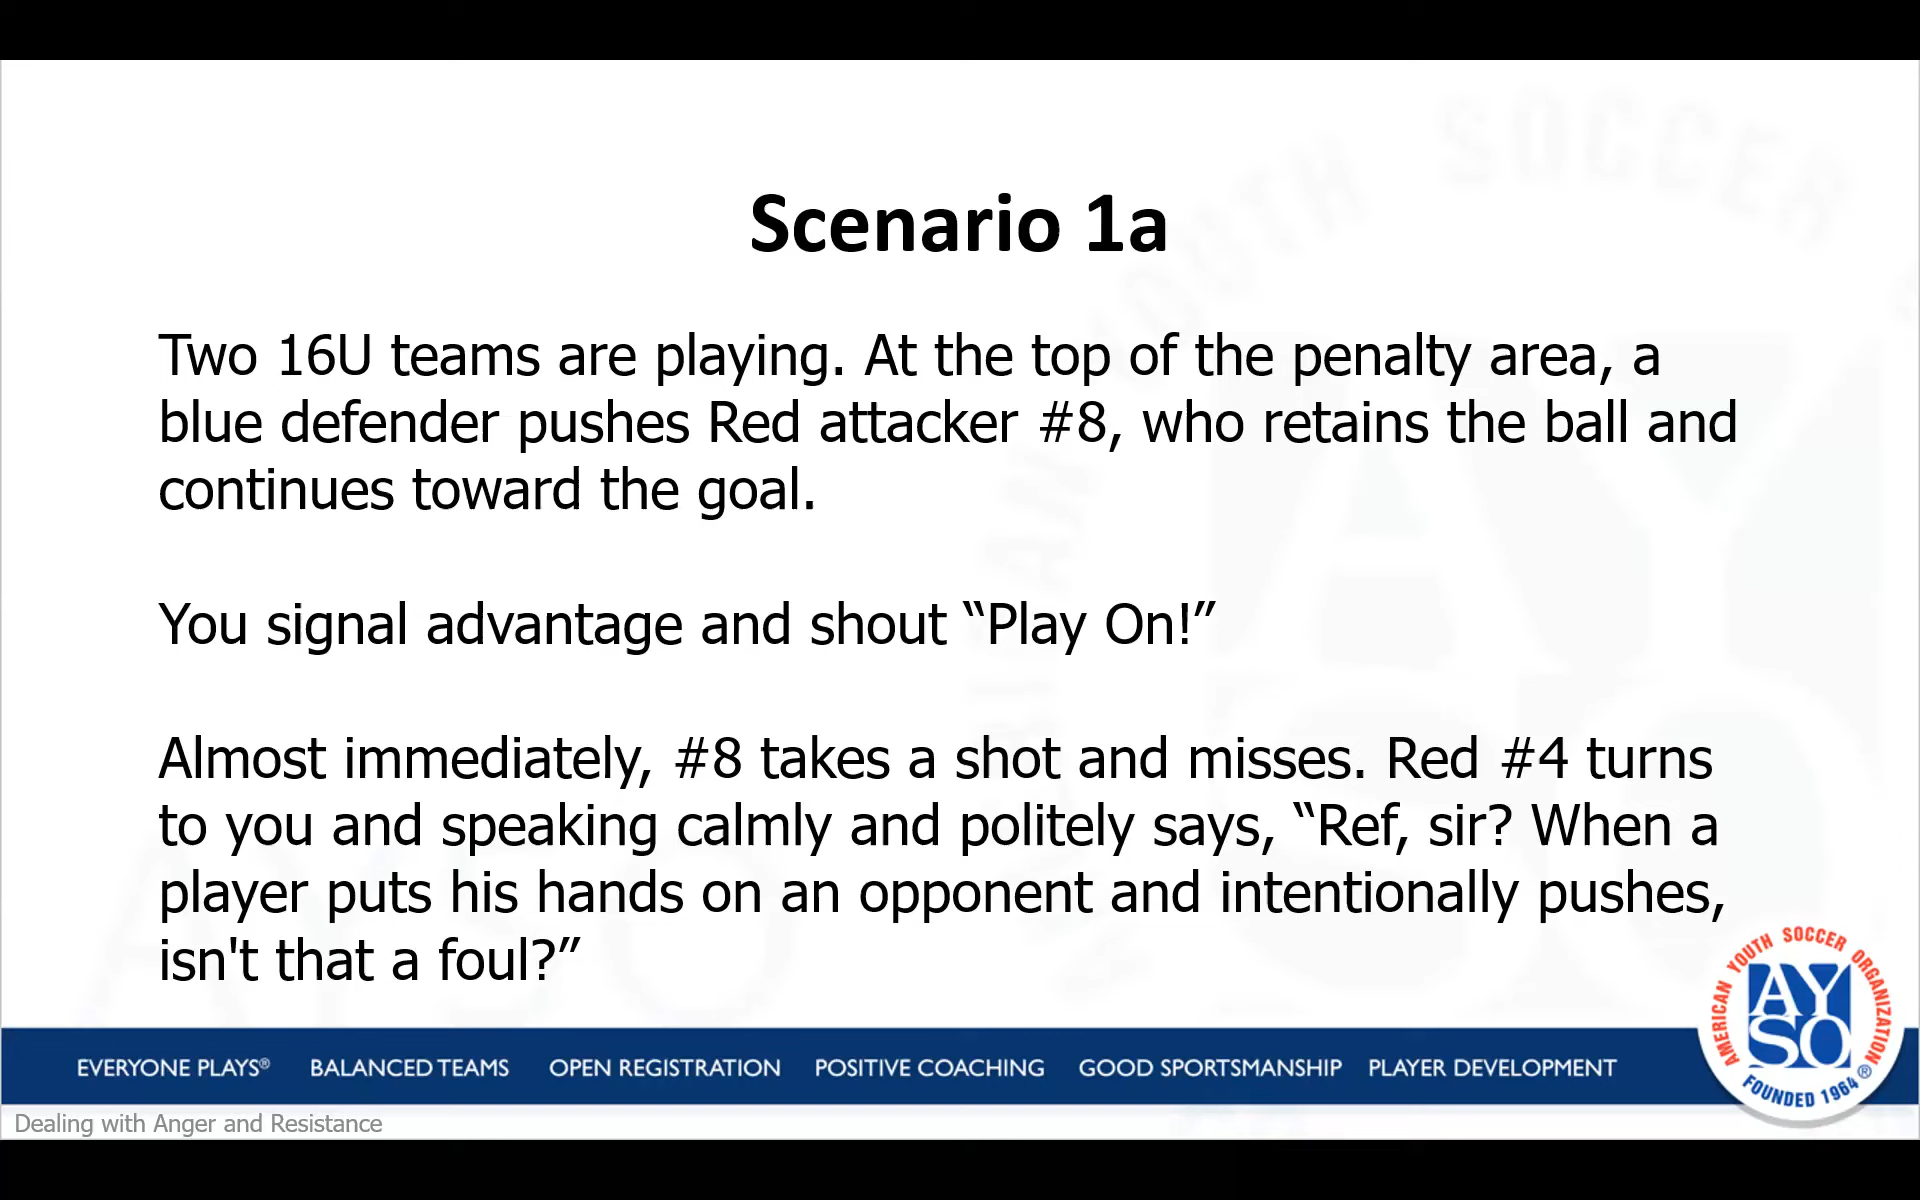 Scenario 1a
Two 16U teams are playing. At the top of the penalty area, a
blue defender pushes Red attacker #8, who retains the ball and
continues toward the goal.
You signal advantage and shout “Play On!”
Almost immediately, #8 takes a shot and misses. Red #4 turns
to you and speaking calmly and politely says, “Ref, sir? When a
player puts his hands on an opponent and intentionally pushes,
isn't that a foul?”
EVERYONE PLAYS® BALANCED TEAMS OPEN REGISTRATION POSITIVE COACHING GOOD SPORTSMANSHIP PLAYER DEVELOPMENT
AMERICAN YOUTH SOCCER ORGANIZATION
AY
SO
®
FOUNDED 1964
Dealing with Anger and Resistance